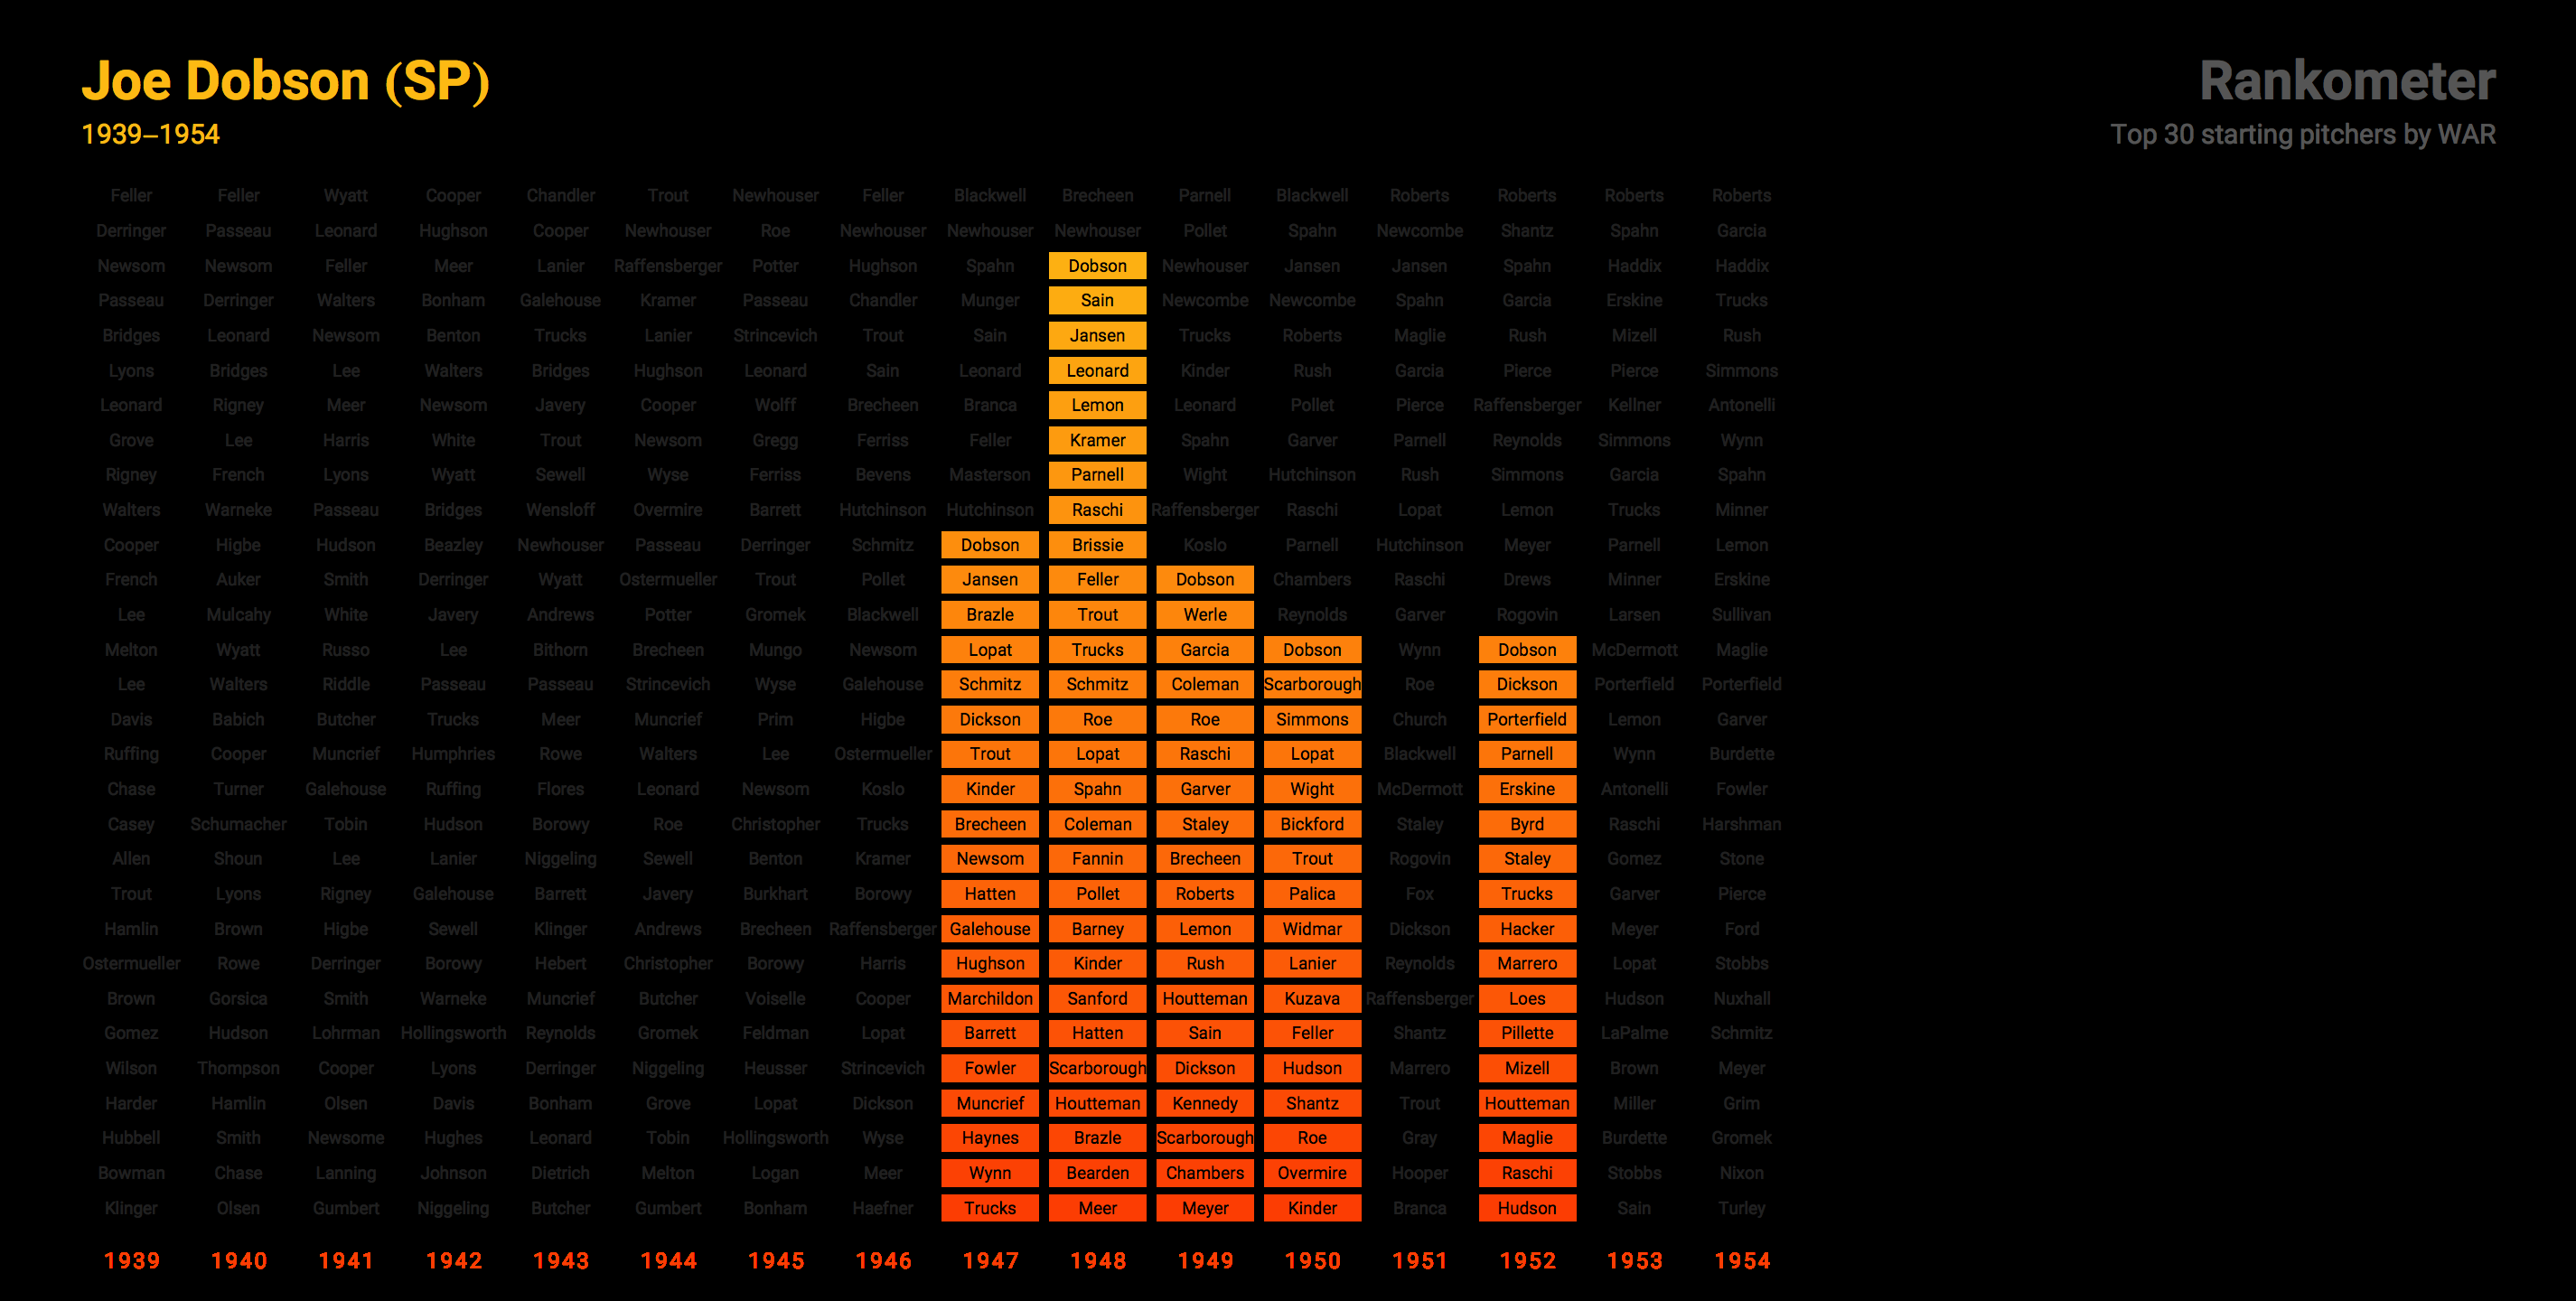 Joe Dobson (SP)
1939–1954
Rankometer
Top 30 starting pitchers by WAR
Feller Feller Wyatt Cooper Chandler Trout Newhouser Feller Blackwell Brecheen Parnell Blackwell Roberts Roberts Roberts Roberts
Derringer Passeau Leonard Hughson Cooper Newhouser Roe Newhouser Newhouser Newhouser Pollet Spahn Newcombe Shantz Spahn Garcia
Newsom Newsom Feller Meer Lanier Raffensberger Potter Hughson Spahn Dobson Newhouser Jansen Jansen Spahn Haddix Haddix
Passeau Derringer Walters Bonham Galehouse Kramer Passeau Chandler Munger Sain Newcombe Newcombe Spahn Garcia Erskine Trucks
Bridges Leonard Newsom Benton Trucks Lanier Strincevich Trout Sain Jansen Trucks Roberts Maglie Rush Mizell Rush
Lyons Bridges Lee Walters Bridges Hughson Leonard Sain Leonard Leonard Kinder Rush Garcia Pierce Pierce Simmons
Leonard Rigney Meer Newsom Javery Cooper Wolff Brecheen Branca Lemon Leonard Pollet Pierce Raffensberger Kellner Antonelli
Grove Lee Harris White Trout Newsom Gregg Ferriss Feller Kramer Spahn Garver Parnell Reynolds Simmons Wynn
Rigney French Lyons Wyatt Sewell Wyse Ferriss Bevens Masterson Parnell Wight Hutchinson Rush Simmons Garcia Spahn
Walters Warneke Passeau Bridges Wensloff Overmire Barrett Hutchinson Hutchinson Raschi Raffensberger Raschi Lopat Lemon Trucks Minner
Cooper Higbe Hudson Beazley Newhouser Passeau Derringer Schmitz Dobson Brissie Koslo Parnell Hutchinson Meyer Parnell Lemon
French Auker Smith Derringer Wyatt Ostermueller Trout Pollet Jansen Feller Dobson Chambers Raschi Drews Minner Erskine
Lee Mulcahy White Javery Andrews Potter Gromek Blackwell Brazle Trout Werle Reynolds Garver Rogovin Larsen Sullivan
Melton Wyatt Russo Lee Bithorn Brecheen Mungo Newsom Lopat Trucks Garcia Dobson Wynn Dobson McDermott Maglie
Lee Walters Riddle Passeau Passeau Strincevich Wyse Galehouse Schmitz Schmitz Coleman Scarborough Roe Dickson Porterfield Porterfield
Davis Babich Butcher Trucks Meer Muncrief Prim Higbe Dickson Roe Roe Simmons Church Porterfield Lemon Garver
Ruffing Cooper Muncrief Humphries Rowe Walters Lee Ostermueller Trout Lopat Raschi Lopat Blackwell Parnell Wynn Burdette
Chase Turner Galehouse Ruffing Flores Leonard Newsom Koslo Kinder Spahn Garver Wight McDermott Erskine Antonelli Fowler
Casey Schumacher Tobin Hudson Borowy Roe Christopher Trucks Brecheen Coleman Staley Bickford Staley Byrd Raschi Harshman
Allen Shoun Lee Lanier Niggeling Sewell Benton Kramer Newsom Fannin Brecheen Trout Rogovin Staley Gomez Stone
Trout Lyons Rigney Galehouse Barrett Javery Burkhart Borowy Hatten Pollet Roberts Palica Fox Trucks Garver Pierce
Hamlin Brown Higbe Sewell Klinger Andrews Brecheen Raffensberger Galehouse Barney Lemon Widmar Dickson Hacker Meyer Ford
Ostermueller Rowe Derringer Borowy Hebert Christopher Borowy Harris Hughson Kinder Rush Lanier Reynolds Marrero Lopat Stobbs
Brown Gorsica Smith Warneke Muncrief Butcher Voiselle Cooper Marchildon Sanford Houtteman Kuzava Raffensberger Loes Hudson Nuxhall
Gomez Hudson Lohrman Hollingsworth Reynolds Gromek Feldman Lopat Barrett Hatten Sain Feller Shantz Pillette LaPalme Schmitz
Wilson Thompson Cooper Lyons Derringer Niggeling Heusser Strincevich Fowler Scarborough Dickson Hudson Marrero Mizell Brown Meyer
Harder Hamlin Olsen Davis Bonham Grove Lopat Dickson Muncrief Houtteman Kennedy Shantz Trout Houtteman Miller Grim
Hubbell Smith Newsome Hughes Leonard Tobin Hollingsworth Wyse Haynes Brazle Scarborough Roe Gray Maglie Burdette Gromek
Bowman Chase Lanning Johnson Dietrich Melton Logan Meer Wynn Bearden Chambers Overmire Hooper Raschi Stobbs Nixon
Klinger Olsen Gumbert Niggeling Butcher Gumbert Bonham Haefner Trucks Meer Meyer Kinder Branca Hudson Sain Turley
1939 1940 1941 1942 1943 1944 1945 1946 1947 1948 1949 1950 1951 1952 1953 1954